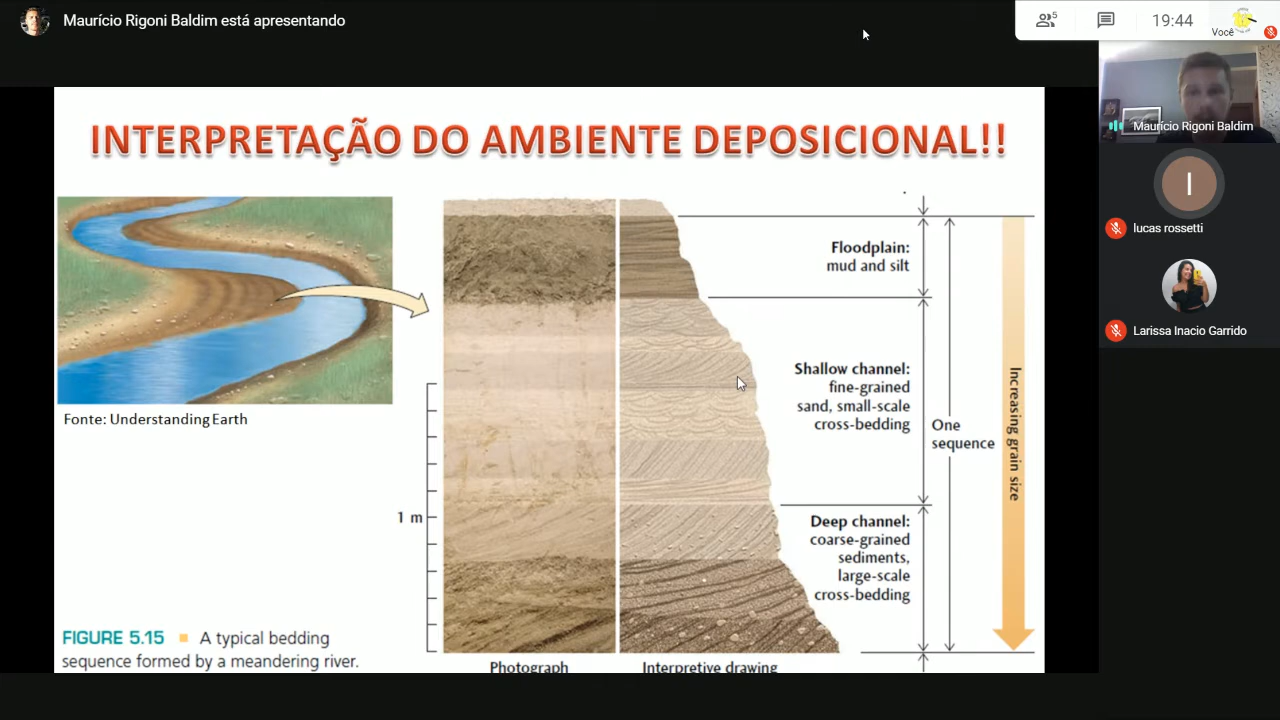 Maurício Rigoni Baldim está apresentando
5
19:44
Você
Maurício Rigoni Baldim
I
lucas rossetti
Larissa Inacio Garrido
INTERPRETAÇÃO DO AMBIENTE DEPOSICIONAL!!
Fonte: Understanding Earth
1 m
Floodplain:
mud and silt
Shallow channel:
fine-grained
sand, small-scale
cross-bedding
Deep channel:
coarse-grained
sediments,
large-scale
cross-bedding
One
sequence
Increasing grain size
FIGURE 5.15 A typical bedding
sequence formed by a meandering river.
Photograph
Interpretive drawing